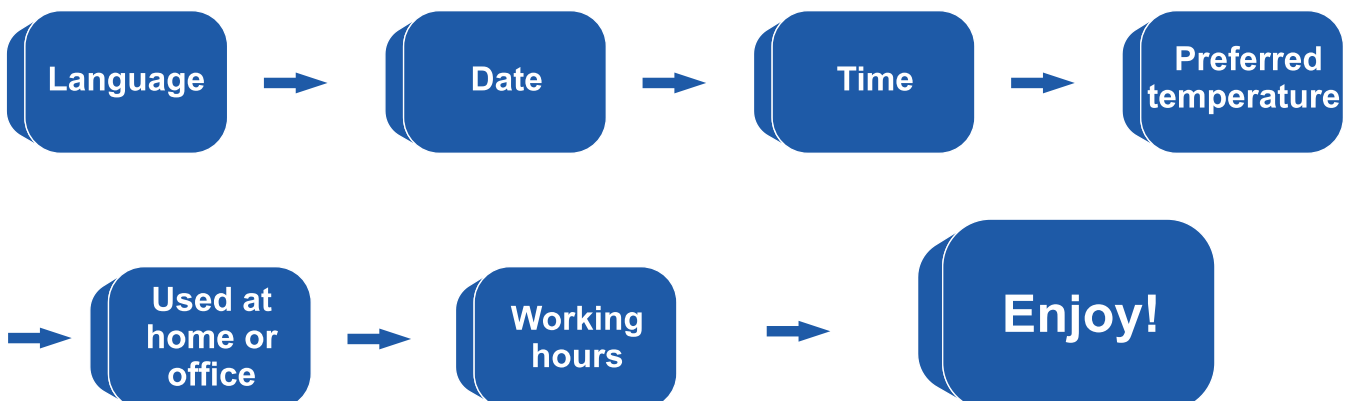 Language
Date
Time
Preferred
temperature
Used at
home or
office
Working
hours
Enjoy!